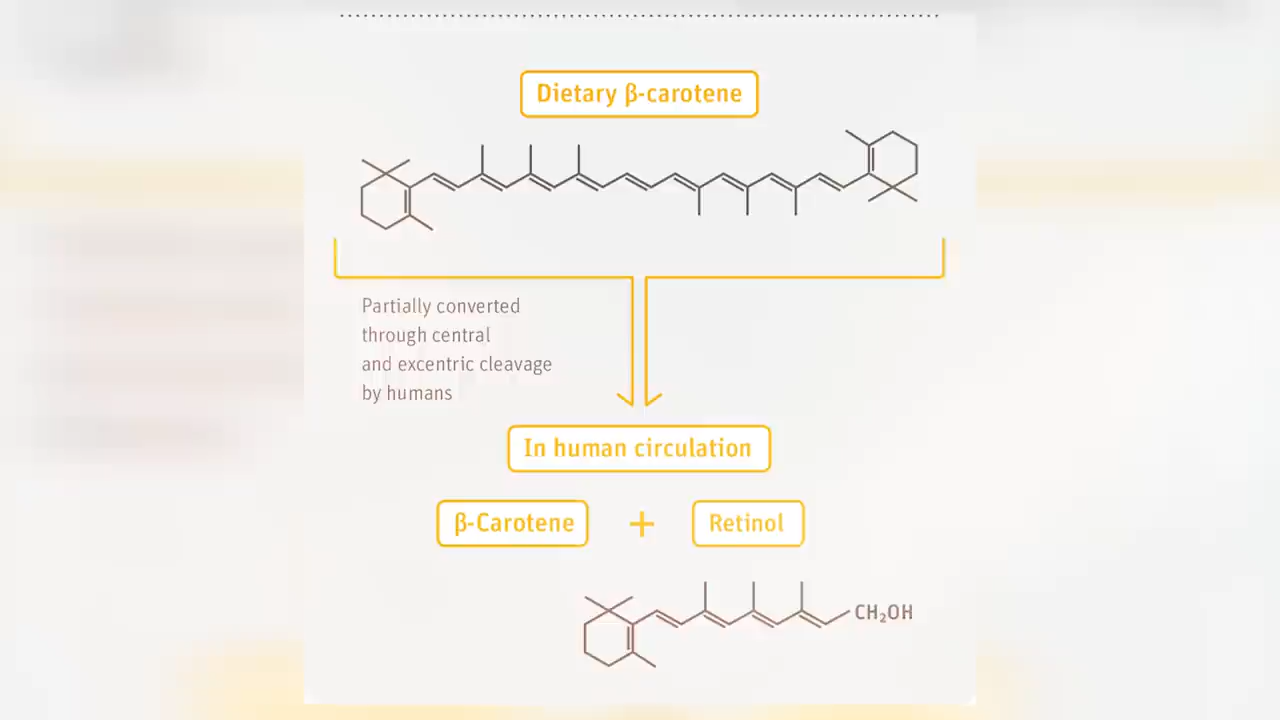 Dietary β-carotene
Partially converted
through central
and excentric cleavage
by humans
In human circulation
β-Carotene + Retinol
CH₂OH